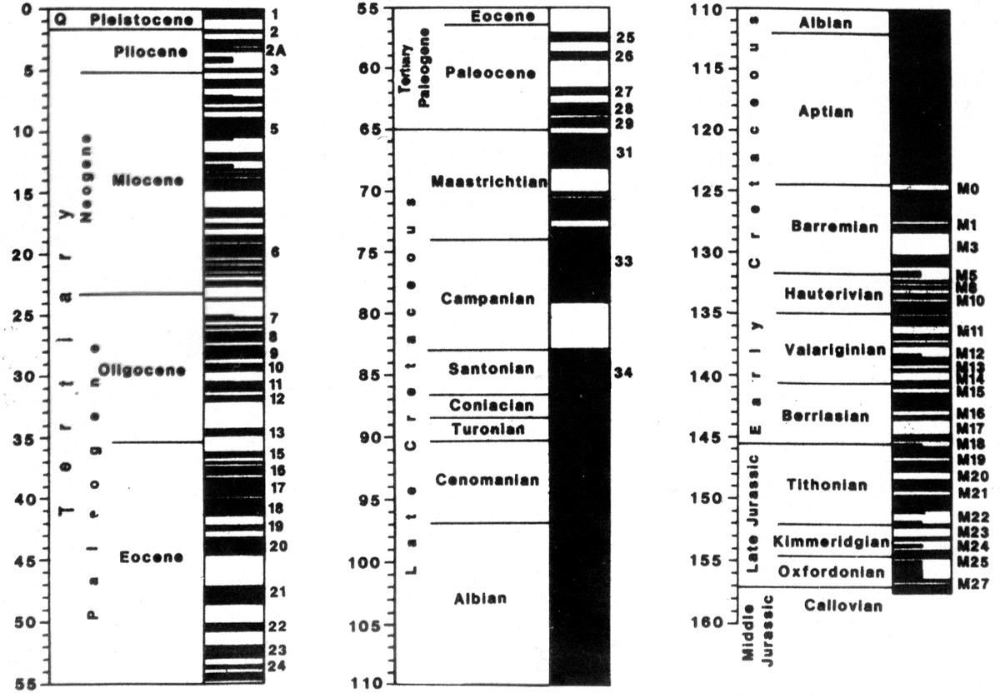 0
5
10
15
20
25
30
35
40
45
50
55
Q
Tertiary
Neogene
Paleogene
Pleistocene
Pliocene
Miocene
Oligocene
Eocene
1
2
2A
3
5
6
7
8
9
10
11
12
13
15
16
17
18
19
20
21
22
23
24
55
60
65
70
75
80
85
90
95
100
105
110
Tertiary
Paleogene
Late Cretaceous
Eocene
Paleocene
Maastrichtian
Campanian
Santonian
Coniacian
Turonian
Cenomanian
Albian
25
26
27
28
29
31
33
34
110
115
120
125
130
135
140
145
150
155
160
Early Cretaceous
Late Jurassic
Middle
Jurassic
Albian
Aptian
Barremian
Hauterivian
Valariginian
Berriasian
Tithonian
Kimmeridgian
Oxfordonian
Callovian
M0
M1
M3
M5
M8
M10
M11
M12
M13
M14
M15
M16
M17
M18
M19
M20
M21
M22
M23
M24
M25
M27